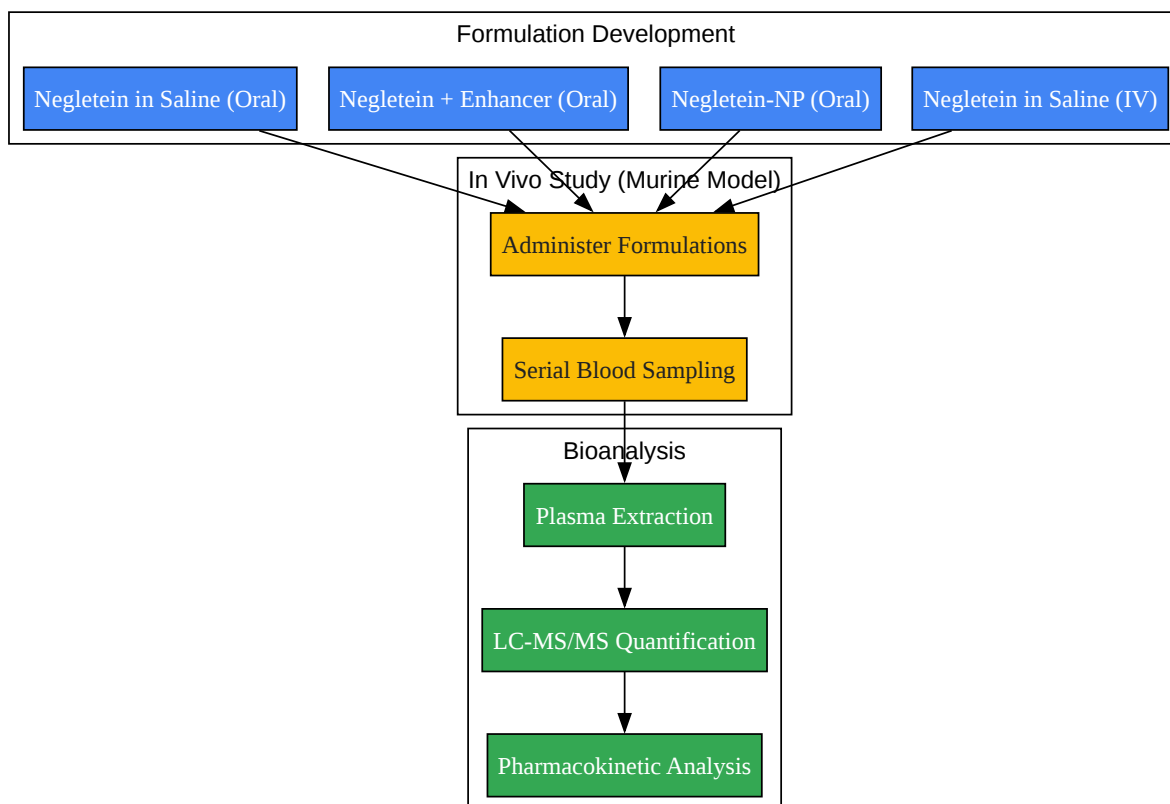 Formulation Development
Negletein in Saline (Oral)
Negletein + Enhancer (Oral)
Negletein-NP (Oral)
Negletein in Saline (IV)
In Vivo Study (Murine Model)
Administer Formulations
Serial Blood Sampling
Bioanalysis
Plasma Extraction
LC-MS/MS Quantification
Pharmacokinetic Analysis